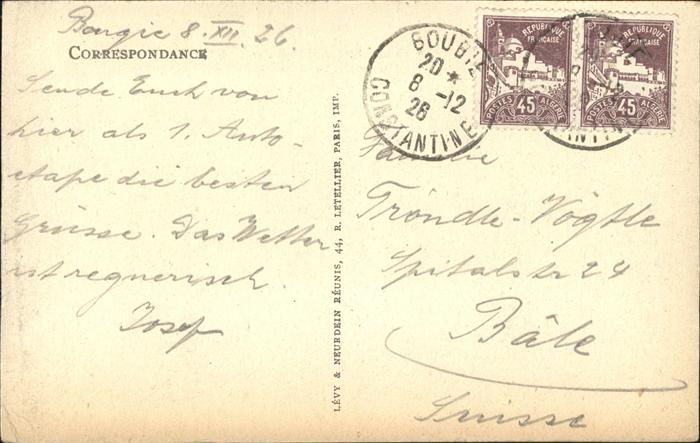 Bougie 8. XII. 26.
CORRESPONDANCE
Sende Euch von
hier als 1. Auto-
etape die besten
Grüsse. Das Wetter
ist regnerisch.
Josef
LÉVY & NEURDEIN RÉUNIS, 44, R. LETELLIER, PARIS, IMP.
BOUGIE
20 *
8 -12
26
CONSTANTINE
REPUBLIQUE
FRANÇAISE
POSTES ALGERIE
45
REPUBLIQUE
FRANÇAISE
POSTES ALGERIE
45
Familie
Tröndle-Vögtle
Spitalstr 24
Bâle
Suisse